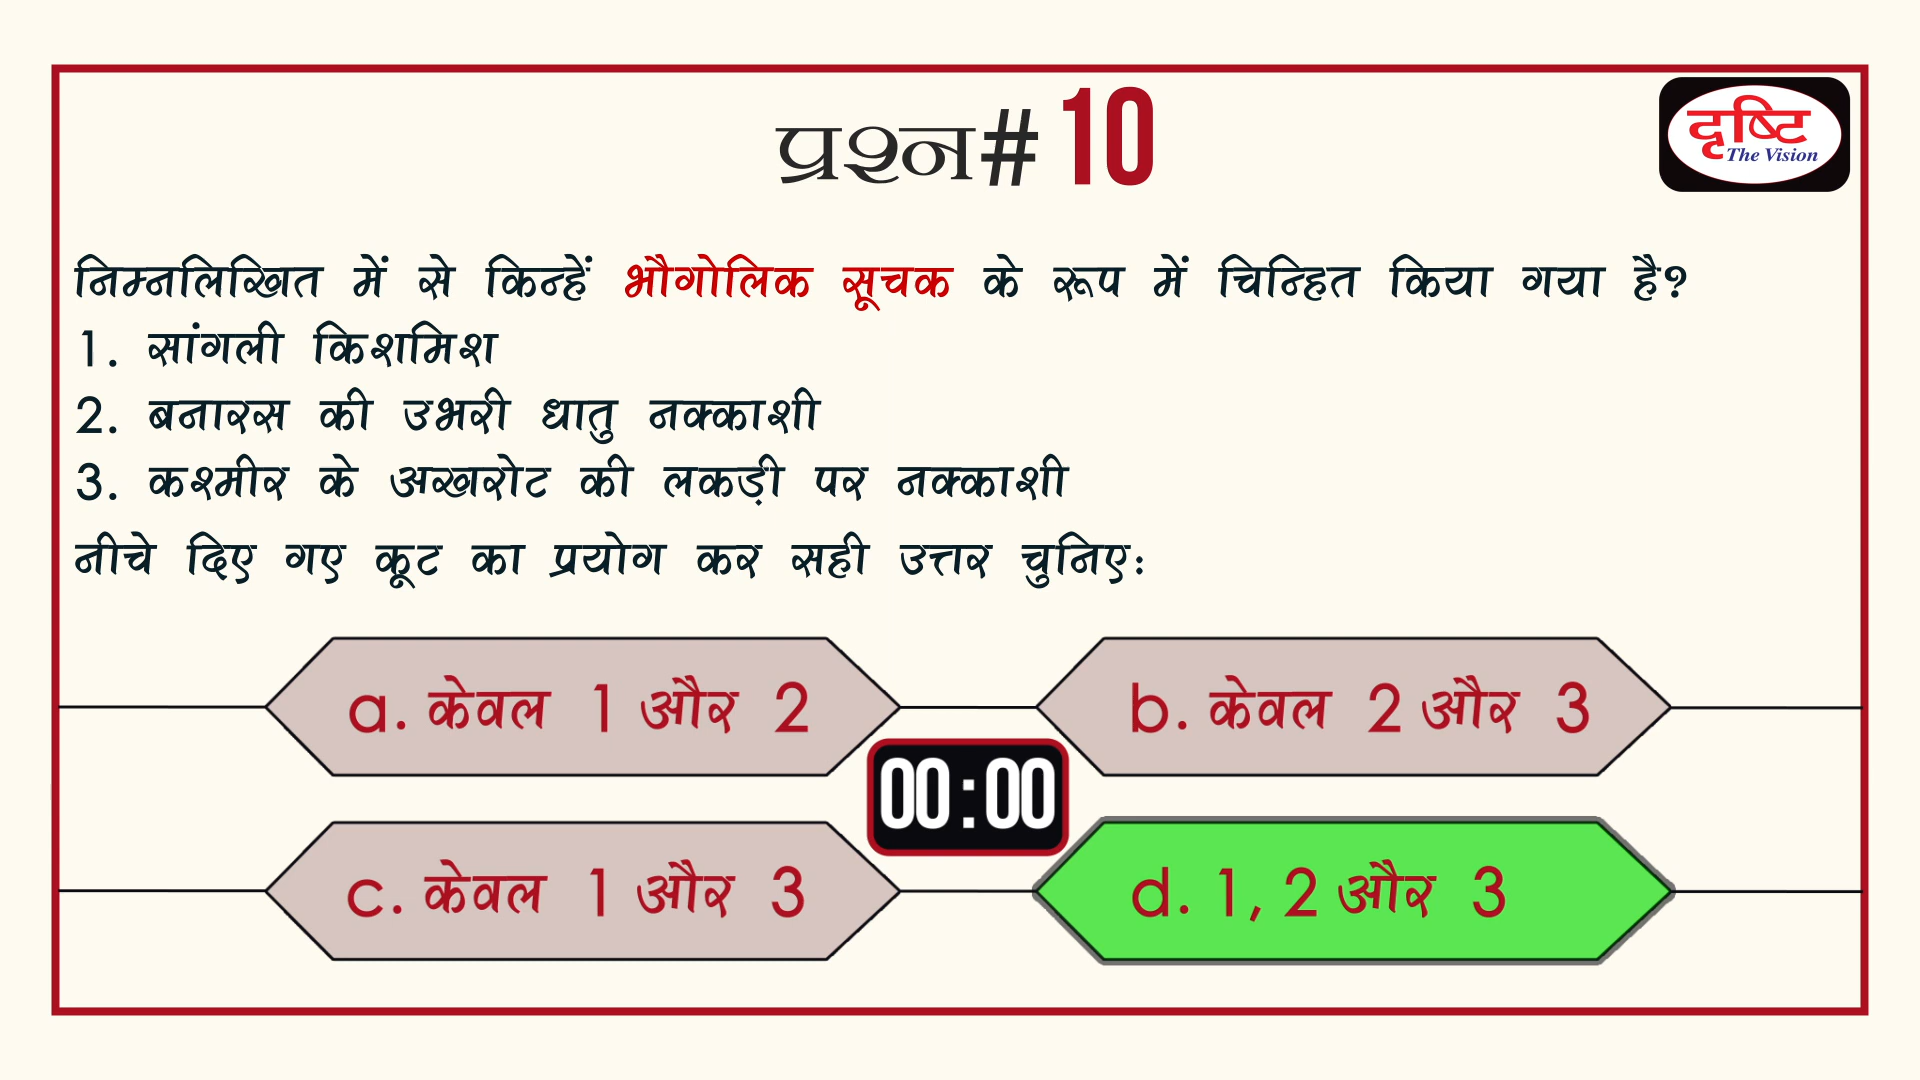 प्रश्न# 10
दृष्टि
The Vision
निम्नलिखित में से किन्हें भौगोलिक सूचक के रूप में चिन्हित किया गया है?
1. सांगली किशमिश
2. बनारस की उभरी धातु नक्काशी
3. कश्मीर के अखरोट की लकड़ी पर नक्काशी
नीचे दिए गए कूट का प्रयोग कर सही उत्तर चुनिए:
a. केवल 1 और 2
b. केवल 2 और 3
00:00
c. केवल 1 और 3
d. 1, 2 और 3